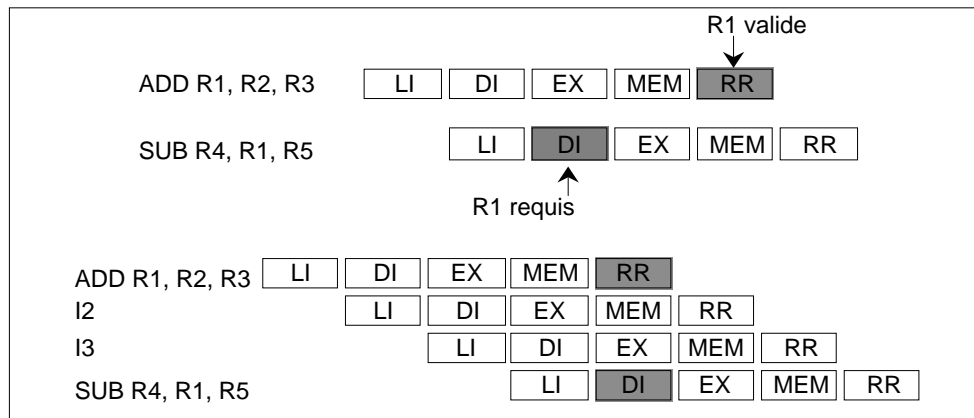 R1 valide
ADD R1, R2, R3 LI DI EX MEM RR
SUB R4, R1, R5 LI DI EX MEM RR
R1 requis
ADD R1, R2, R3 LI DI EX MEM RR
I2 LI DI EX MEM RR
I3 LI DI EX MEM RR
SUB R4, R1, R5 LI DI EX MEM RR